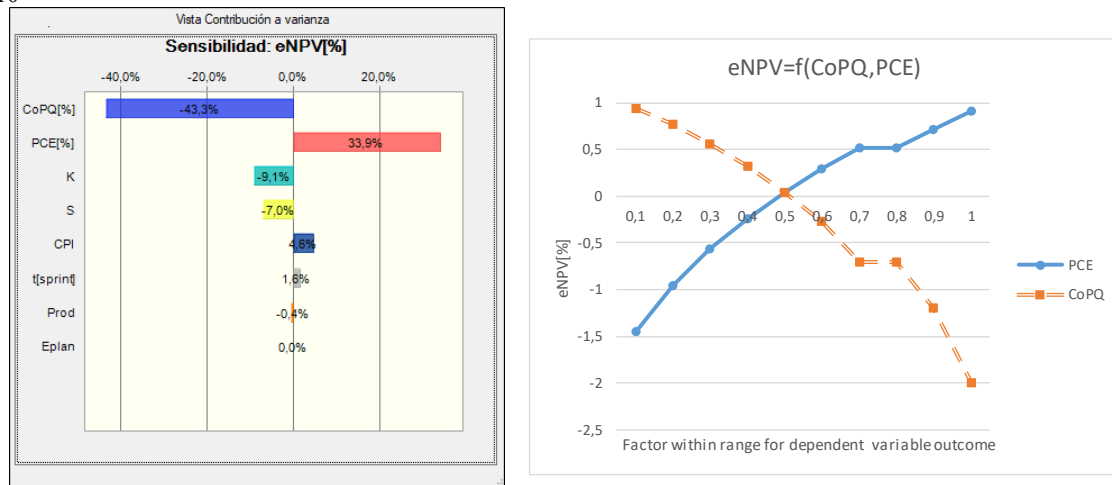 Vista Contribución a varianza
Sensibilidad: eNPV[%]
-40,0% -20,0% 0,0% 20,0%
CoPQ[%] -43,3%
PCE[%] 33,9%
K -9,1%
S -7,0%
CPI 4,6%
t[sprint] 1,6%
Prod -0,4%
Eplan 0,0%
eNPV=f(CoPQ,PCE)
1
0,5
0
0,1 0,2 0,3 0,4 0,5 0,6 0,7 0,8 0,9 1
-0,5
-1
-1,5
-2
-2,5
eNPV[%]
PCE
CoPQ
Factor within range for dependent variable outcome